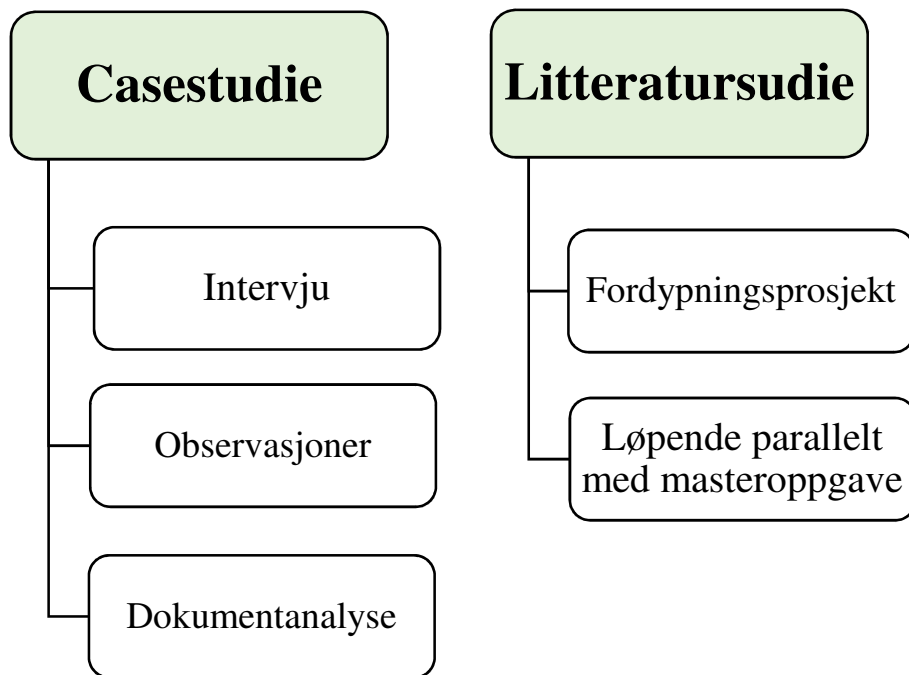 Casestudie
Intervju
Observasjoner
Dokumentanalyse
Litteratursudie
Fordypningsprosjekt
Løpende parallelt
med masteroppgave